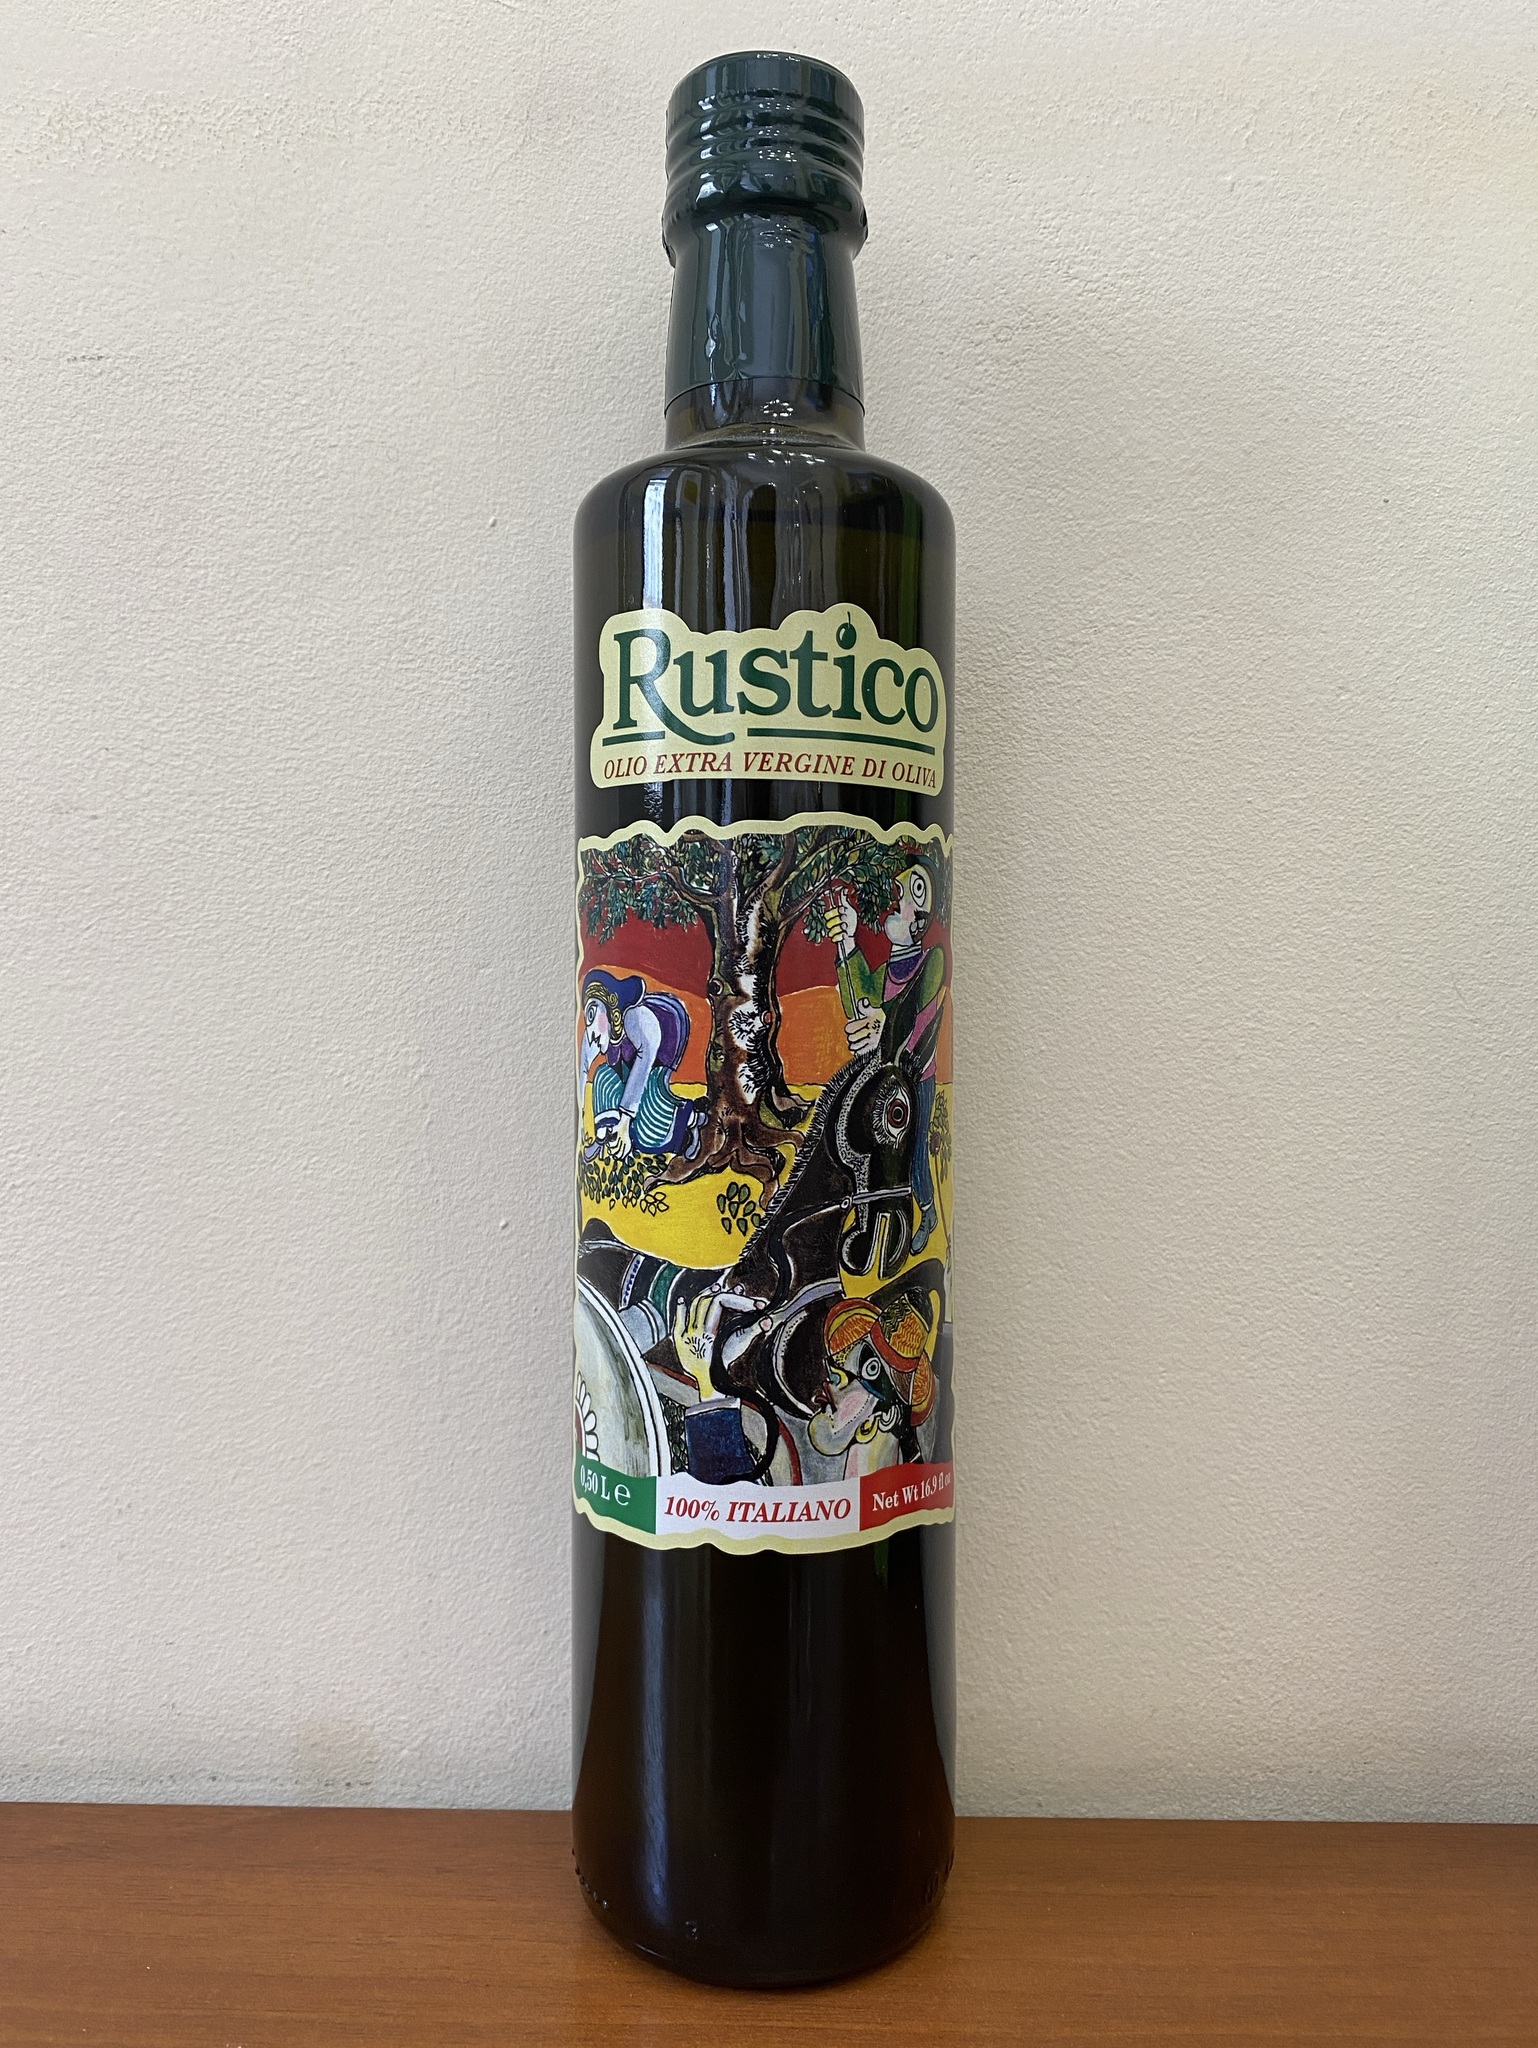 Rustico
OLIO EXTRA VERGINE DI OLIVA
0,50 L e
100% ITALIANO
Net Wt 16.9 fl oz